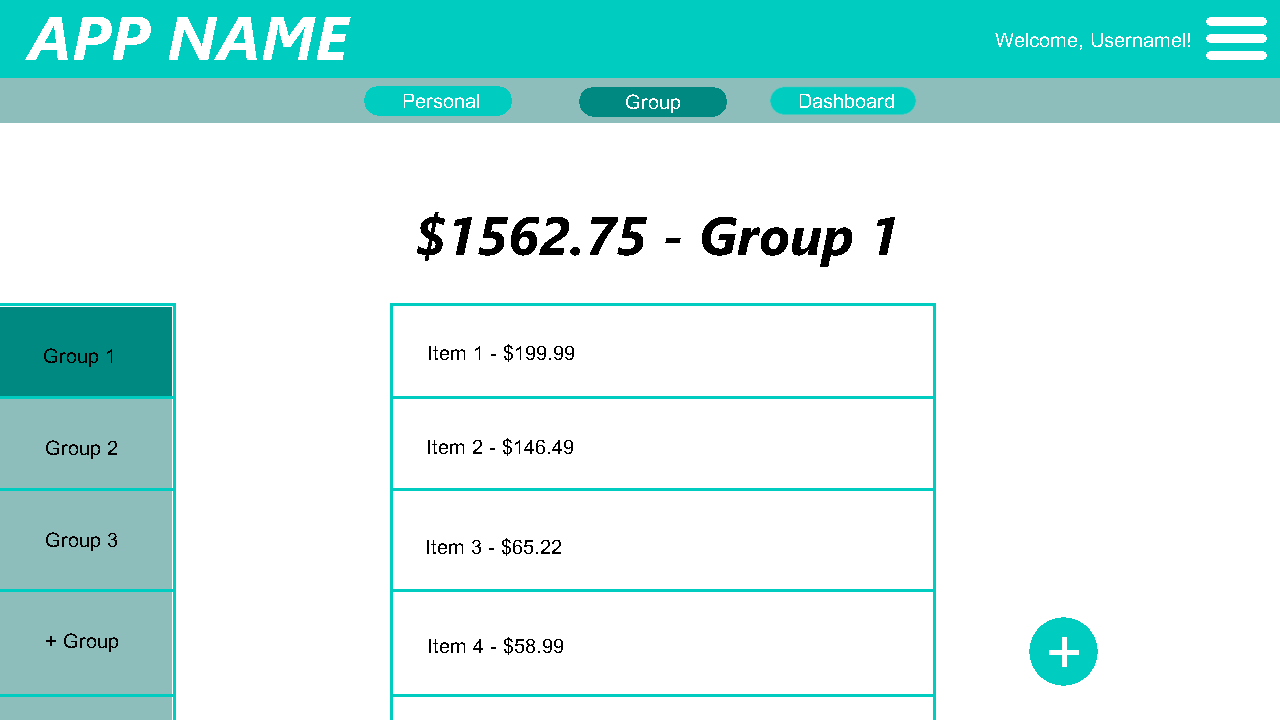 APP NAME
Welcome, Usernamel!
Personal
Group
Dashboard
$1562.75 - Group 1
Group 1
Group 2
Group 3
+ Group
Item 1 - $199.99
Item 2 - $146.49
Item 3 - $65.22
Item 4 - $58.99
+